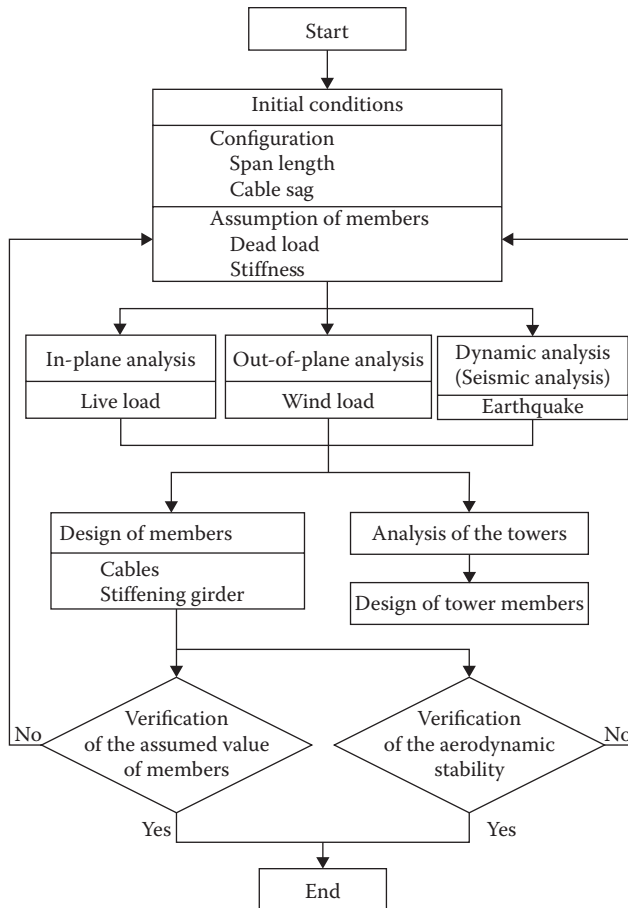 Start
Initial conditions
Configuration
Span length
Cable sag
Assumption of members
Dead load
Stiffness
In-plane analysis
Live load
Out-of-plane analysis
Wind load
Dynamic analysis
(Seismic analysis)
Earthquake
Design of members
Cables
Stiffening girder
Analysis of the towers
Design of tower members
No
Verification
of the assumed value
of members
Verification
of the aerodynamic
stability
No
Yes
Yes
End